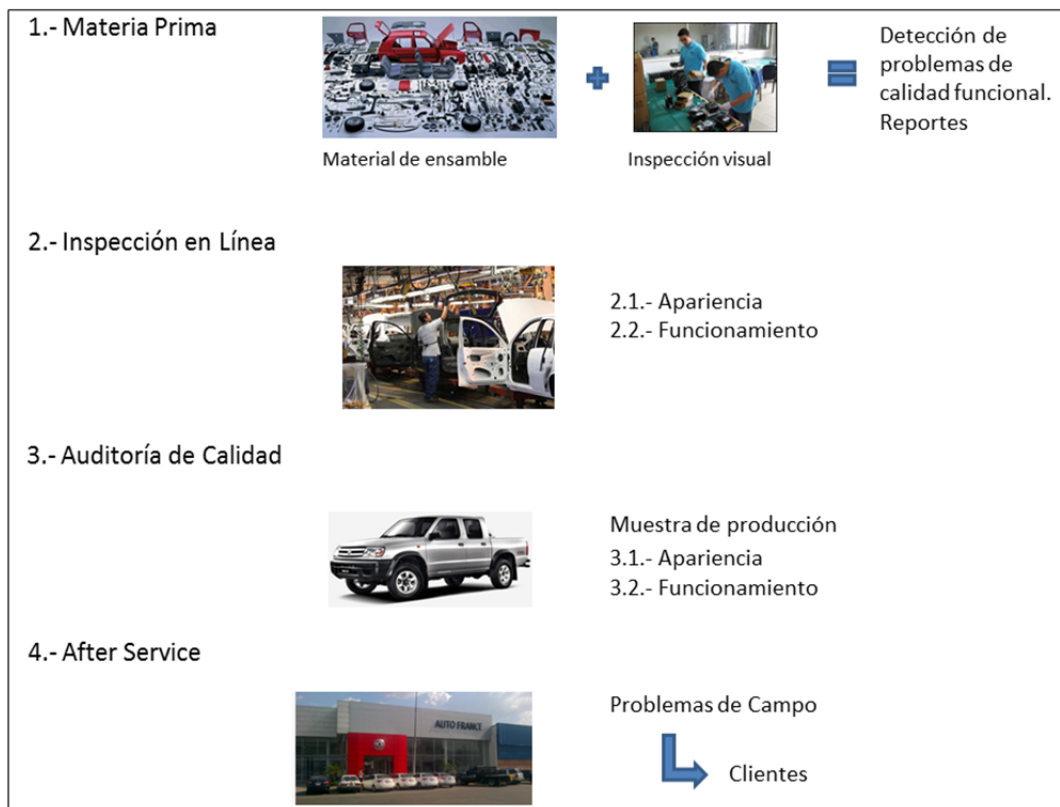 1.- Materia Prima
Material de ensamble
Inspección visual
Detección de
problemas de
calidad funcional.
Reportes
2.- Inspección en Línea
2.1.- Apariencia
2.2.- Funcionamiento
3.- Auditoría de Calidad
Muestra de producción
3.1.- Apariencia
3.2.- Funcionamiento
4.- After Service
AUTO FRANCE
Problemas de Campo
Clientes